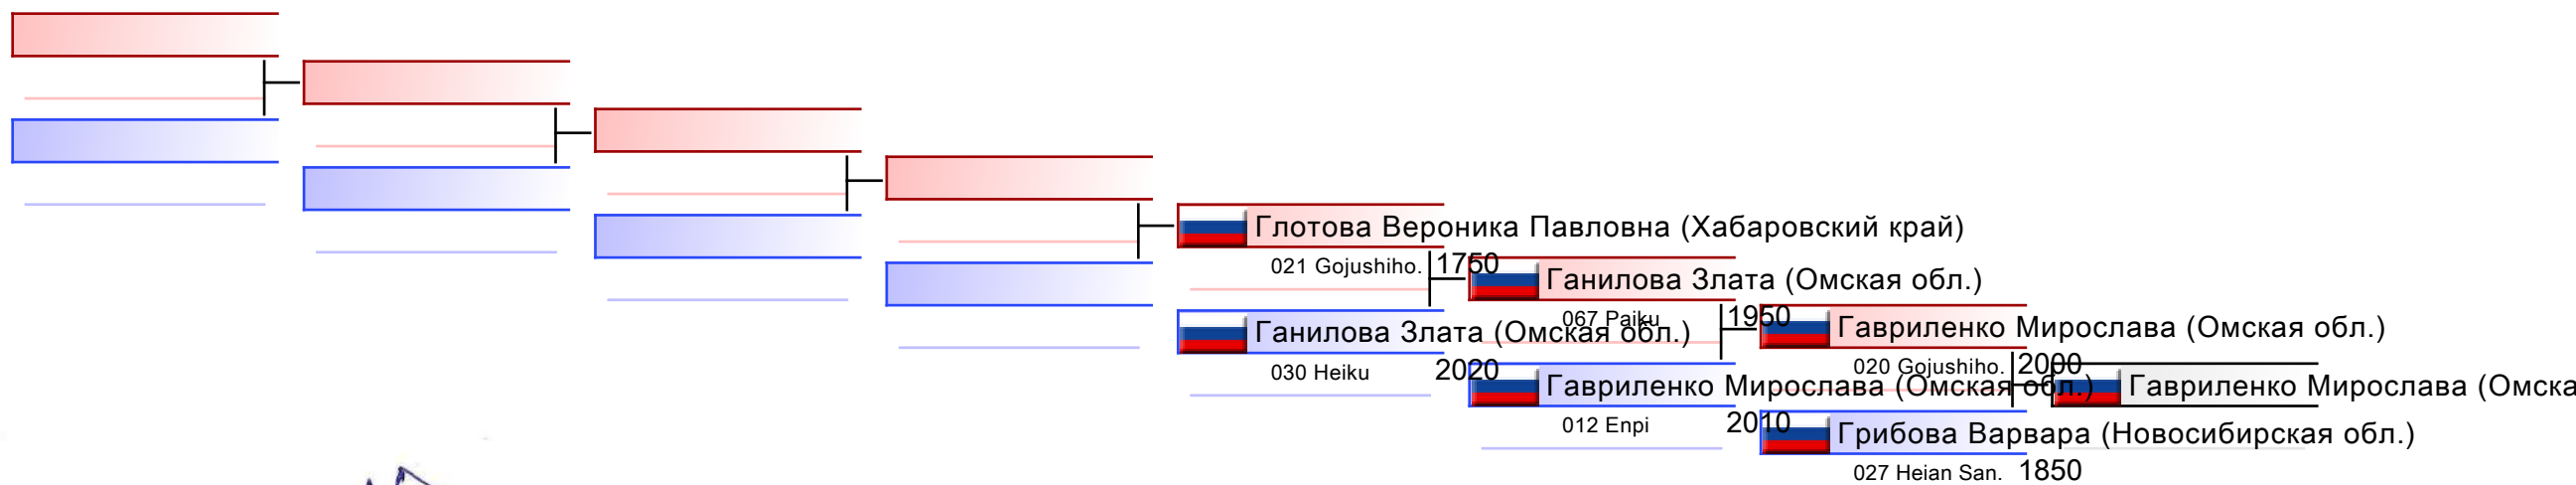 Глотова Вероника Павловна (Хабаровский край)
021 Gojushiho. 1750
Ганилова Злата (Омская обл.)
030 Heiku 2020
Ганилова Злата (Омская обл.)
067 Paiku 1950
Гавриленко Мирослава (Омская обл.)
012 Enpi 2010
Гавриленко Мирослава (Омская обл.)
020 Gojushiho. 2000
Грибова Варвара (Новосибирская обл.)
027 Heian San. 1850
Гавриленко Мирослава (Омска